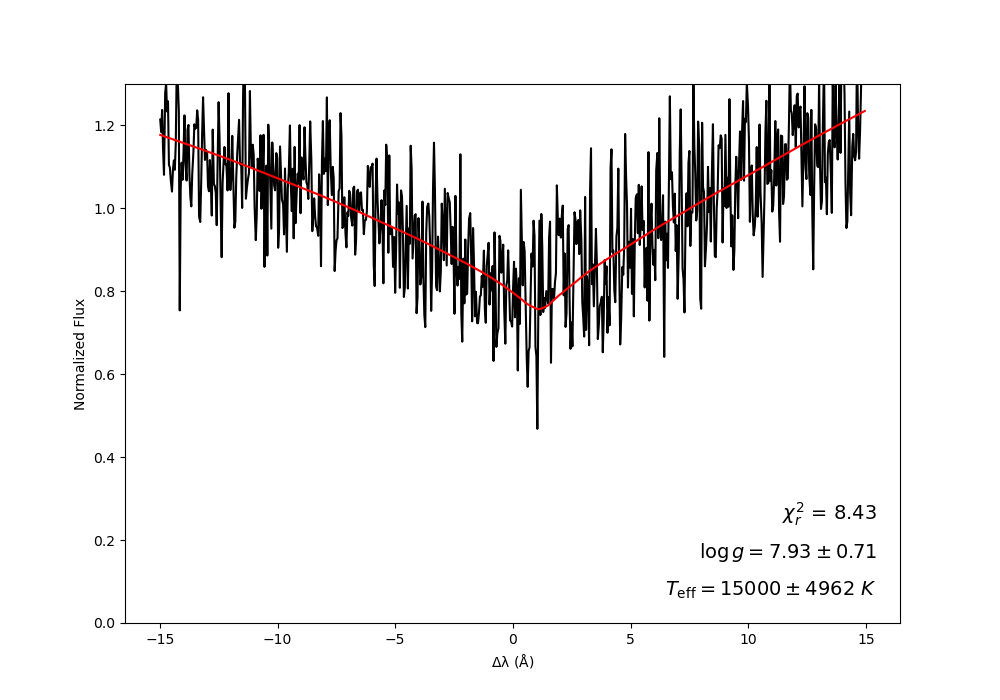 1.2
1.0
0.8
0.6
0.4
0.2
0.0
Normalized Flux
χ²ᵣ = 8.43
log g = 7.93 ± 0.71
T_eff = 15000 ± 4962 K
−15 −10 −5 0 5 10 15
Δλ (Å)